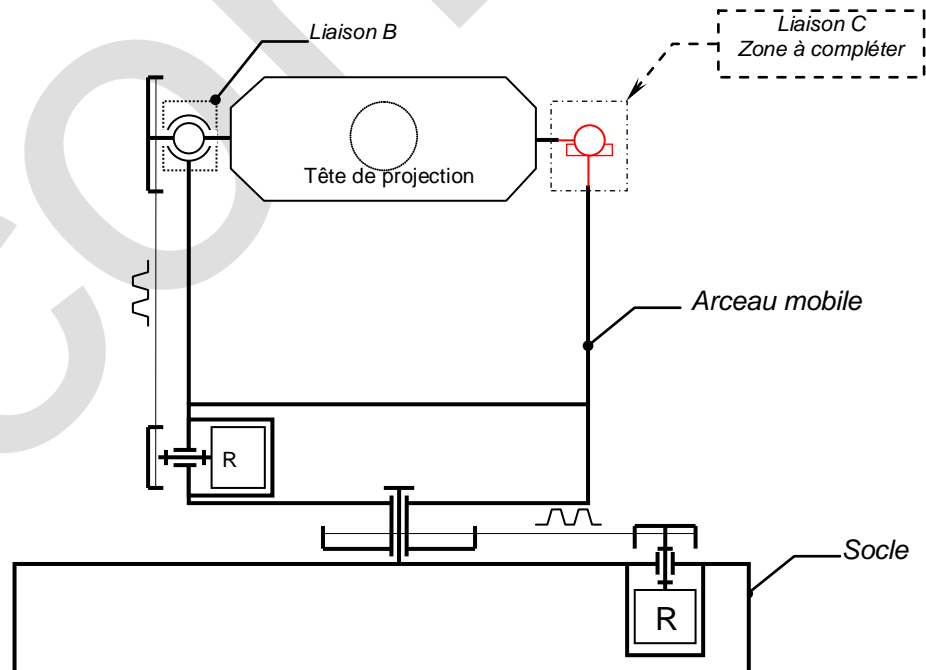 Liaison B
Liaison C
Zone à compléter
Tête de projection
Arceau mobile
R
Socle
R